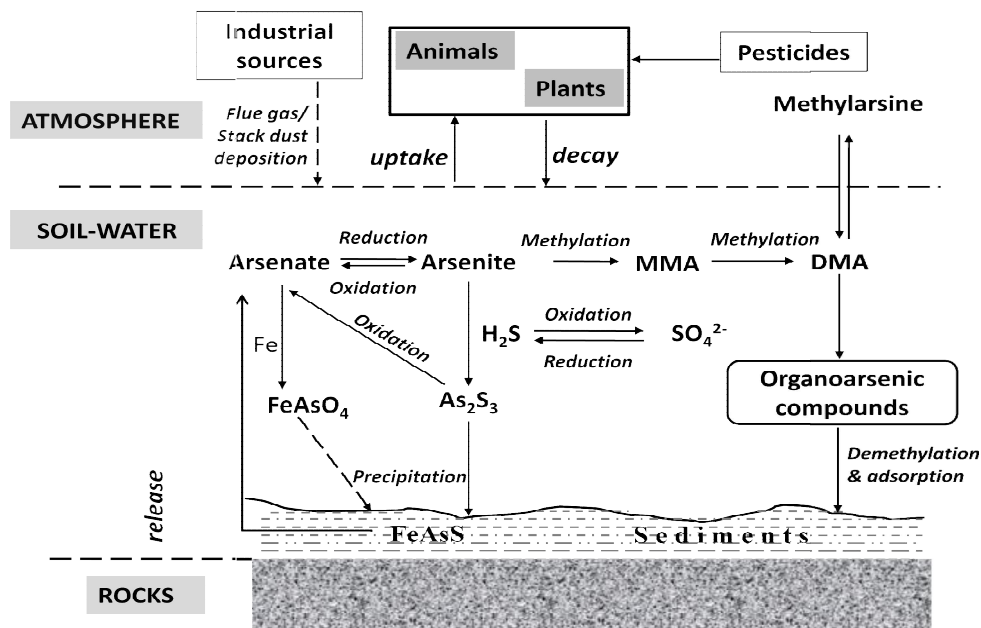 Industrial
sources
Animals
Plants
Pesticides
Methylarsine
ATMOSPHERE
Flue gas/
Stack dust
deposition
uptake
decay
SOIL-WATER
Reduction
Arsenate
Arsenite
Oxidation
Methylation
MMA
Methylation
DMA
Fe
Oxidation
H₂S
Oxidation
SO₄²⁻
Reduction
FeAsO₄
As₂S₃
Organoarsenic
compounds
Precipitation
Demethylation
& adsorption
release
FeAsS
Sediments
ROCKS